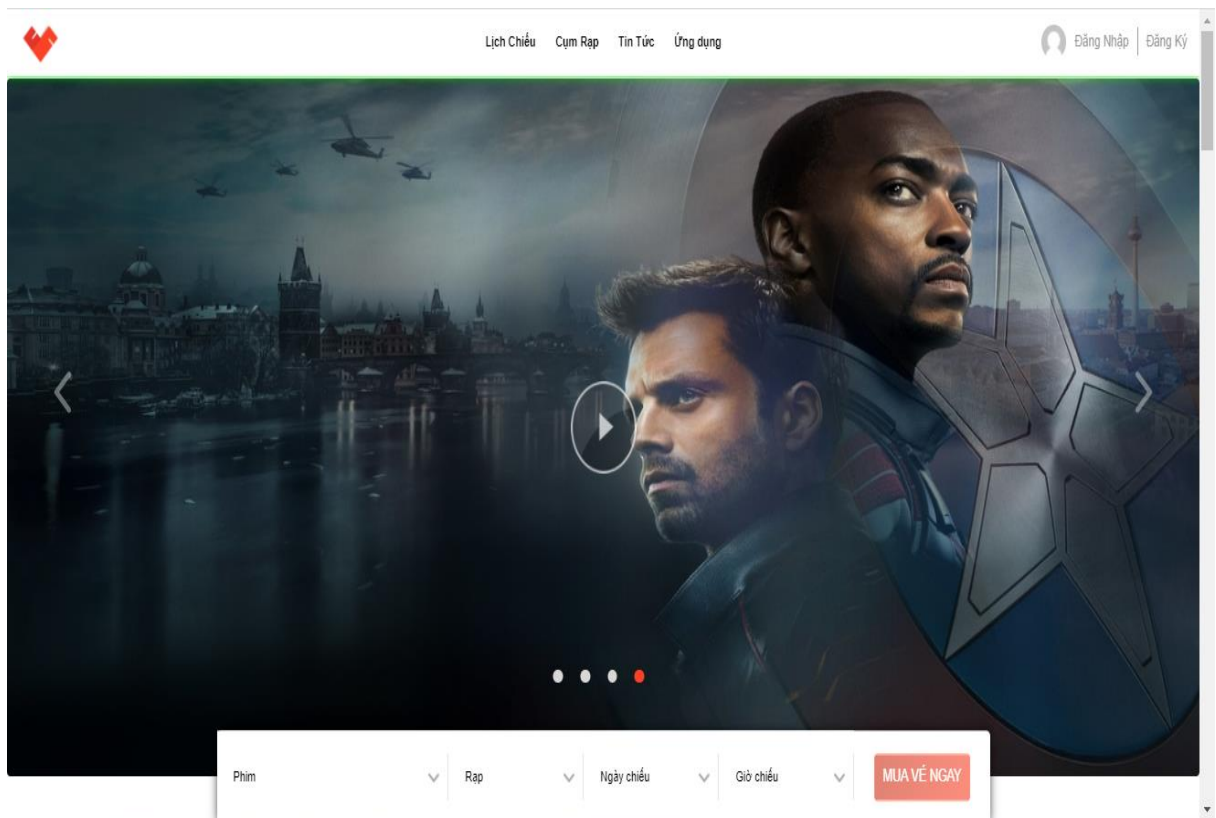 Lịch Chiếu Cụm Rạp Tin Tức Ứng dụng Đăng Nhập Đăng Ký
Phim Rạp Ngày chiếu Giờ chiếu MUA VÉ NGAY